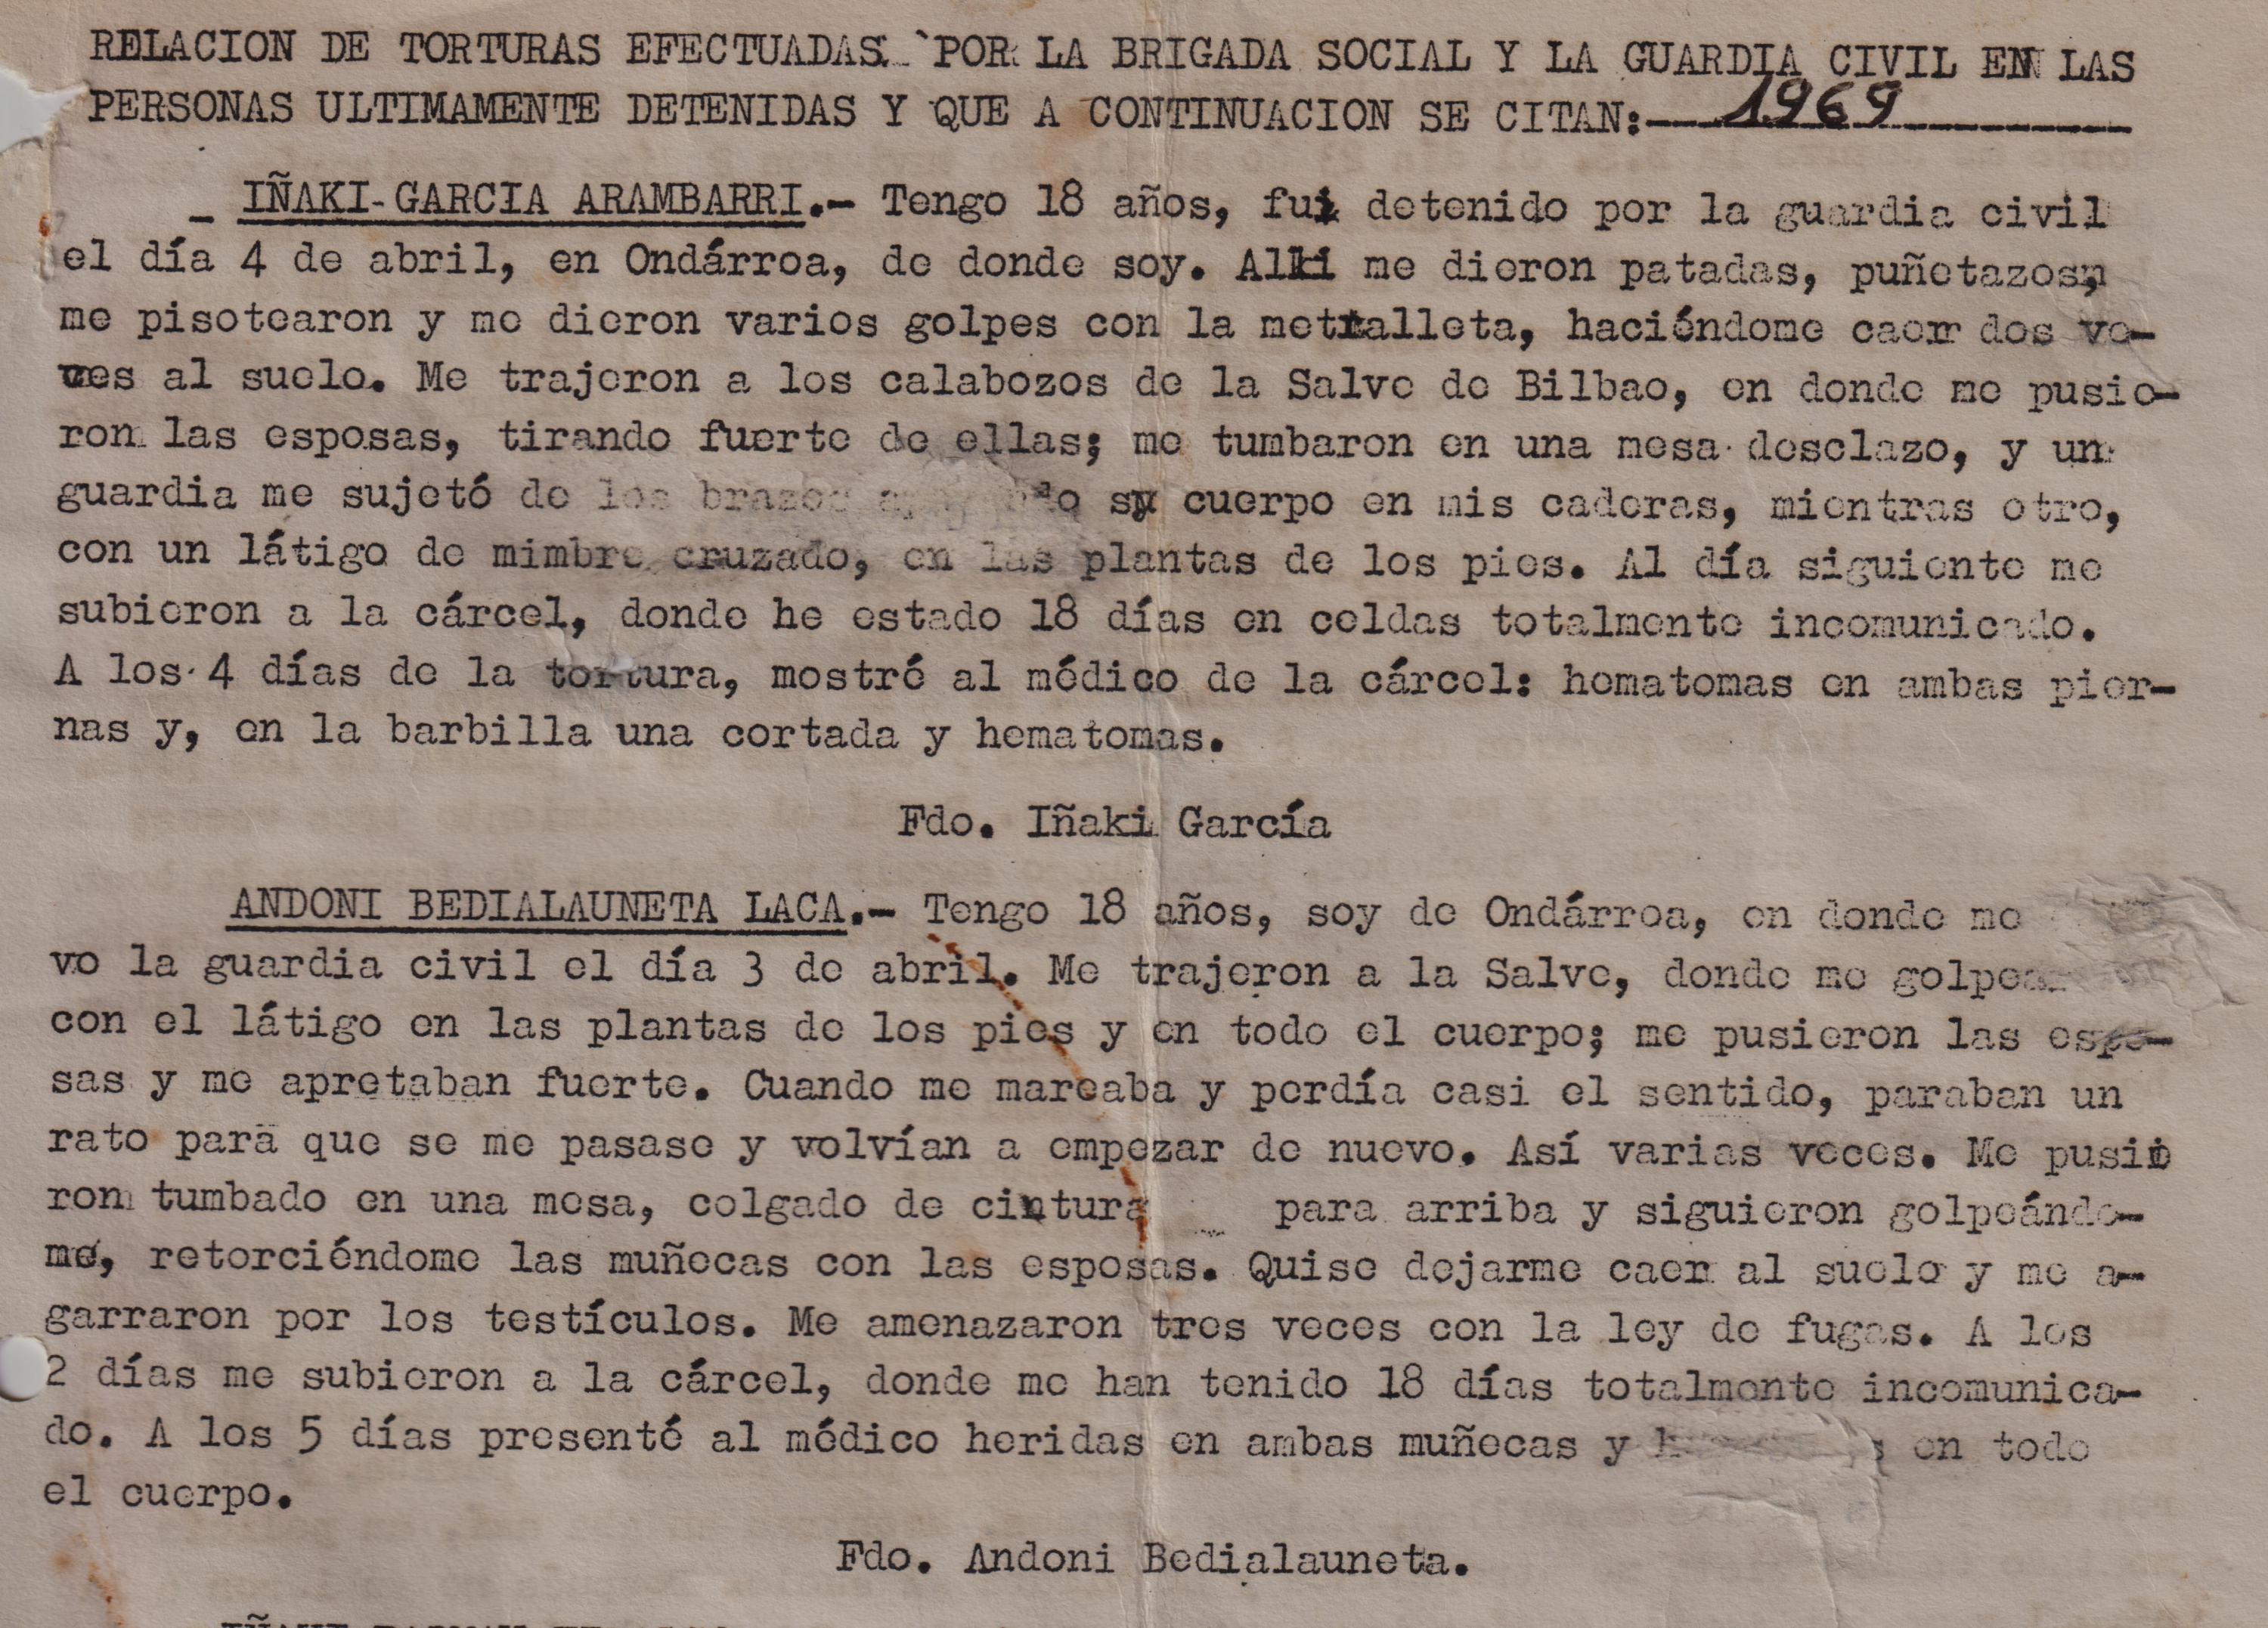 RELACION DE TORTURAS EFECTUADAS POR LA BRIGADA SOCIAL Y LA GUARDIA CIVIL EN LAS
PERSONAS ULTIMAMENTE DETENIDAS Y QUE A CONTINUACION SE CITAN:- 1969
_ IÑAKI-GARCIA ARAMBARRI.- Tengo 18 años, fui detenido por la guardia civil
el día 4 de abril, en Ondárroa, de donde soy. Allí me dieron patadas, puñetazos,
me pisotearon y me dieron varios golpes con la metralleta, haciéndome caer dos ve-
ces al suelo. Me trajeron a los calabozos de la Salve de Bilbao, en donde me pusie-
ron las esposas, tirando fuerte de ellas; me tumbaron en una mesa desclazo, y un
guardia me sujetó de los brazos su cuerpo en mis caderas, mientras otro,
con un látigo de mimbre cruzado, en las plantas de los pies. Al día siguiente me
subieron a la cárcel, donde he estado 18 días en celdas totalmente incomunicado.
A los 4 días de la tortura, mostré al médico de la cárcel: hematomas en ambas pier-
nas y, en la barbilla una cortada y hematomas.
Fdo. Iñaki García
ANDONI BEDIALAUNETA LACA.- Tengo 18 años, soy de Ondárroa, en donde me
vo la guardia civil el día 3 de abril. Me trajeron a la Salve, donde me
con el látigo en las plantas de los pies y en todo el cuerpo; me pusieron las espo-
sas y me apretaban fuerte. Cuando me mareaba y perdía casi el sentido, paraban un
rato para que se me pasase y volvían a empezar de nuevo. Así varias veces. Me pusie
ron tumbado en una mesa, colgado de cintura para arriba y siguieron golpeándo-
me, retorciéndome las muñecas con las esposas. Quise dejarme caer al suelo y me a-
garraron por los testículos. Me amenazaron tres veces con la ley de fugas. A los
2 días me subieron a la cárcel, donde me han tenido 18 días totalmente incomunica-
do. A los 5 días presenté al médico heridas en ambas muñecas y en todo
el cuerpo.
Fdo. Andoni Bedialauneta.